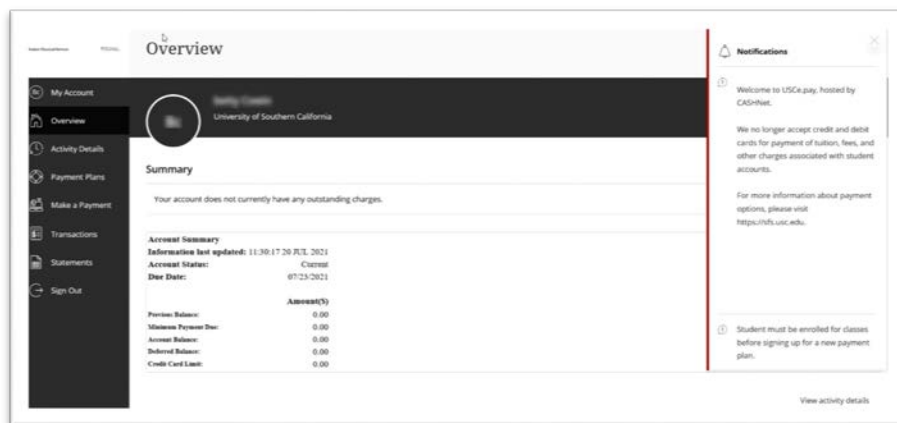 Overview
My Account
Overview
Activity Details
Payment Plans
Make a Payment
Transactions
Statements
Sign Out
University of Southern California
Summary
Your account does not currently have any outstanding charges.
Account Summary
Information last updated: 11:30:17 20 JUL 2021
Account Status: Current
Due Date: 07/23/2021
Amount($)
Previous Balance: 0.00
Minimum Payment Due: 0.00
Account Balance: 0.00
Deferred Balance: 0.00
Credit Card Limit: 0.00
Notifications
Welcome to USCe.pay, hosted by
CASHNet.
We no longer accept credit and debit
cards for payment of tuition, fees, and
other charges associated with student
accounts.
For more information about payment
options, please visit
https://sfs.usc.edu.
Student must be enrolled for classes
before signing up for a new payment
plan.
View activity details